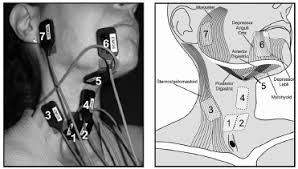 7
6
5
4
3
1
2
Masseter
7
Depressor
Anguli
Oris
6
Anterior
Digastric
Posterior
Digastric
5
Depressor
Labii
Mylohyoid
Sternocleidomastoid
4
3
1
2